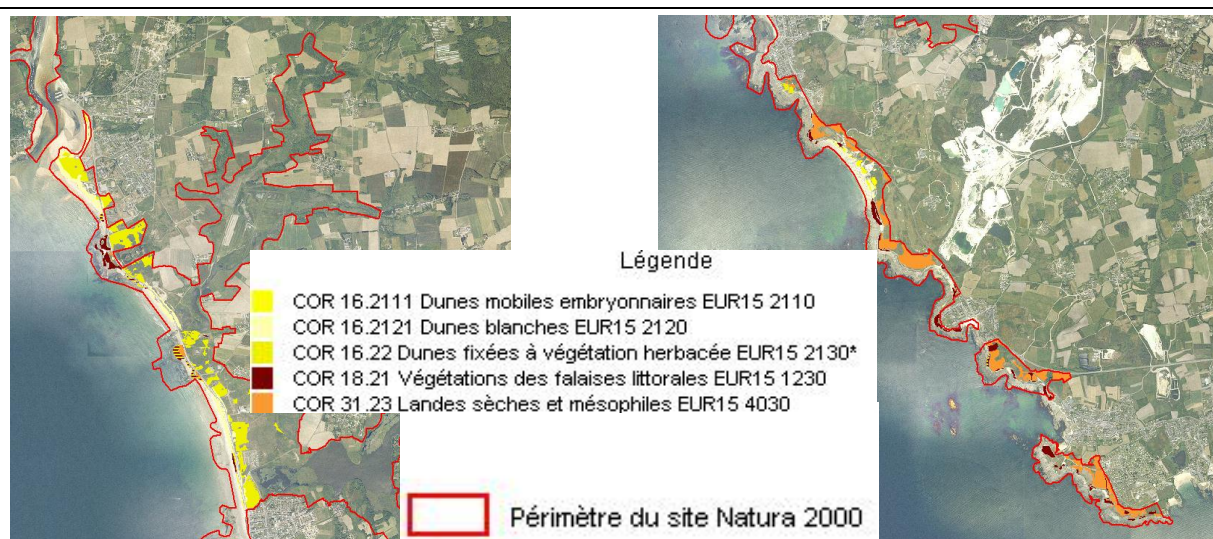 Légende
COR 16.2111 Dunes mobiles embryonnaires EUR15 2110
COR 16.2121 Dunes blanches EUR15 2120
COR 16.22 Dunes fixées à végétation herbacée EUR15 2130*
COR 18.21 Végétations des falaises littorales EUR15 1230
COR 31.23 Landes sèches et mésophiles EUR15 4030
Périmètre du site Natura 2000